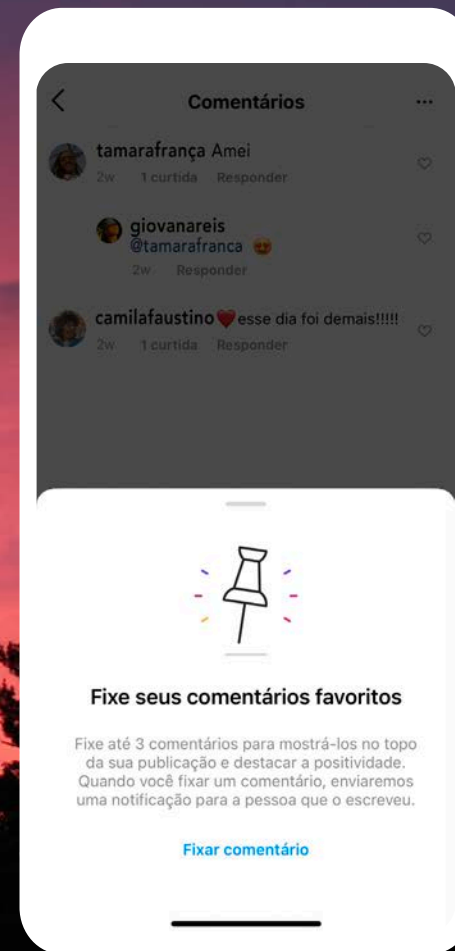 Comentários
tamarafrança Amei
2w 1 curtida Responder
giovanareis
@tamarafranca 😍
2w Responder
camilafaustino❤️esse dia foi demais!!!!!
2w 1 curtida Responder
Fixe seus comentários favoritos
Fixe até 3 comentários para mostrá-los no topo
da sua publicação e destacar a positividade.
Quando você fixar um comentário, enviaremos
uma notificação para a pessoa que o escreveu.
Fixar comentário